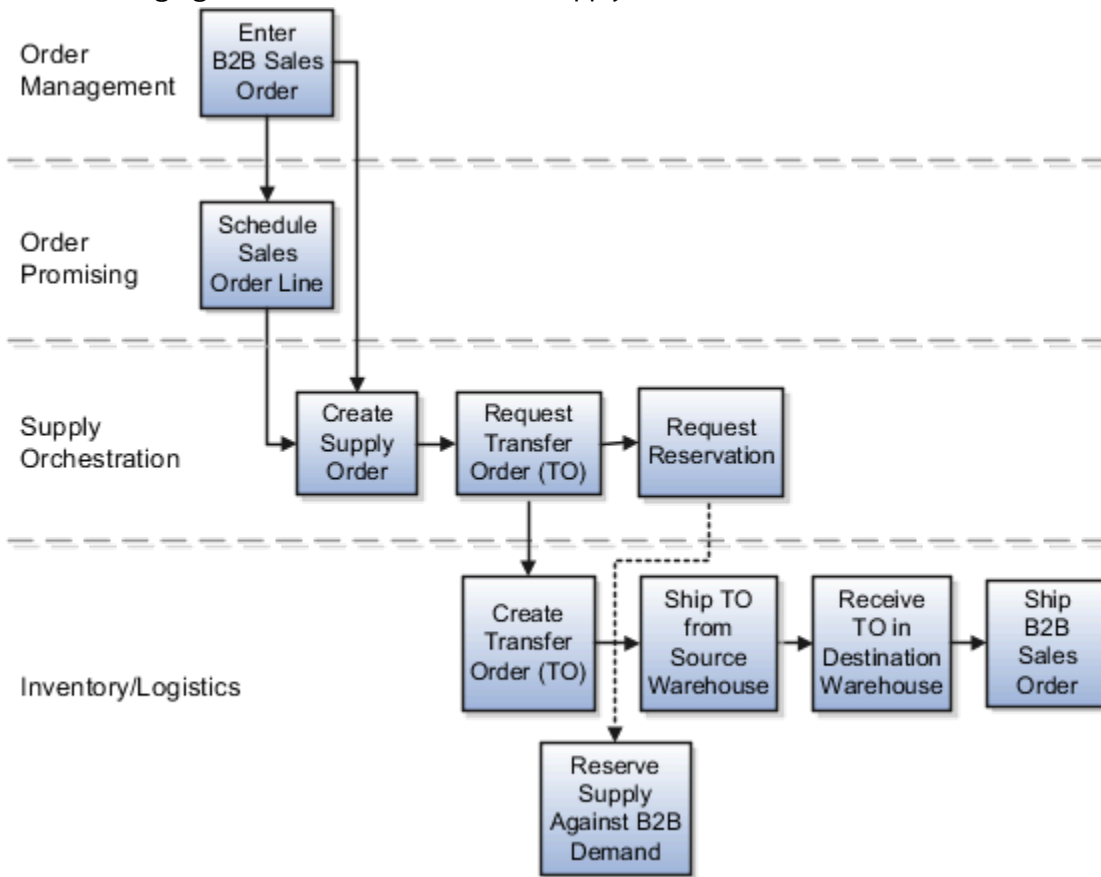 Order
Management
Enter
B2B Sales
Order
Order
Promising
Schedule
Sales
Order Line
Supply
Orchestration
Create
Supply
Order
Request
Transfer
Order (TO)
Request
Reservation
Inventory/Logistics
Create
Transfer
Order (TO)
Ship TO
from
Source
Warehouse
Receive
TO in
Destination
Warehouse
Ship
B2B
Sales
Order
Reserve
Supply
Against B2B
Demand